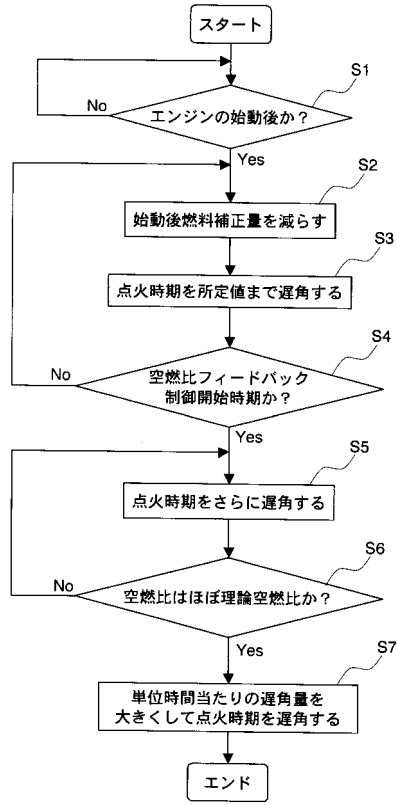 スタート
S1
エンジンの始動後か？
No
Yes
S2
始動後燃料補正量を減らす
S3
点火時期を所定値まで遅角する
S4
空燃比フィードバック
制御開始時期か？
No
Yes
S5
点火時期をさらに遅角する
S6
空燃比はほぼ理論空燃比か？
No
Yes
S7
単位時間当たりの遅角量を
大きくして点火時期を遅角する
エンド